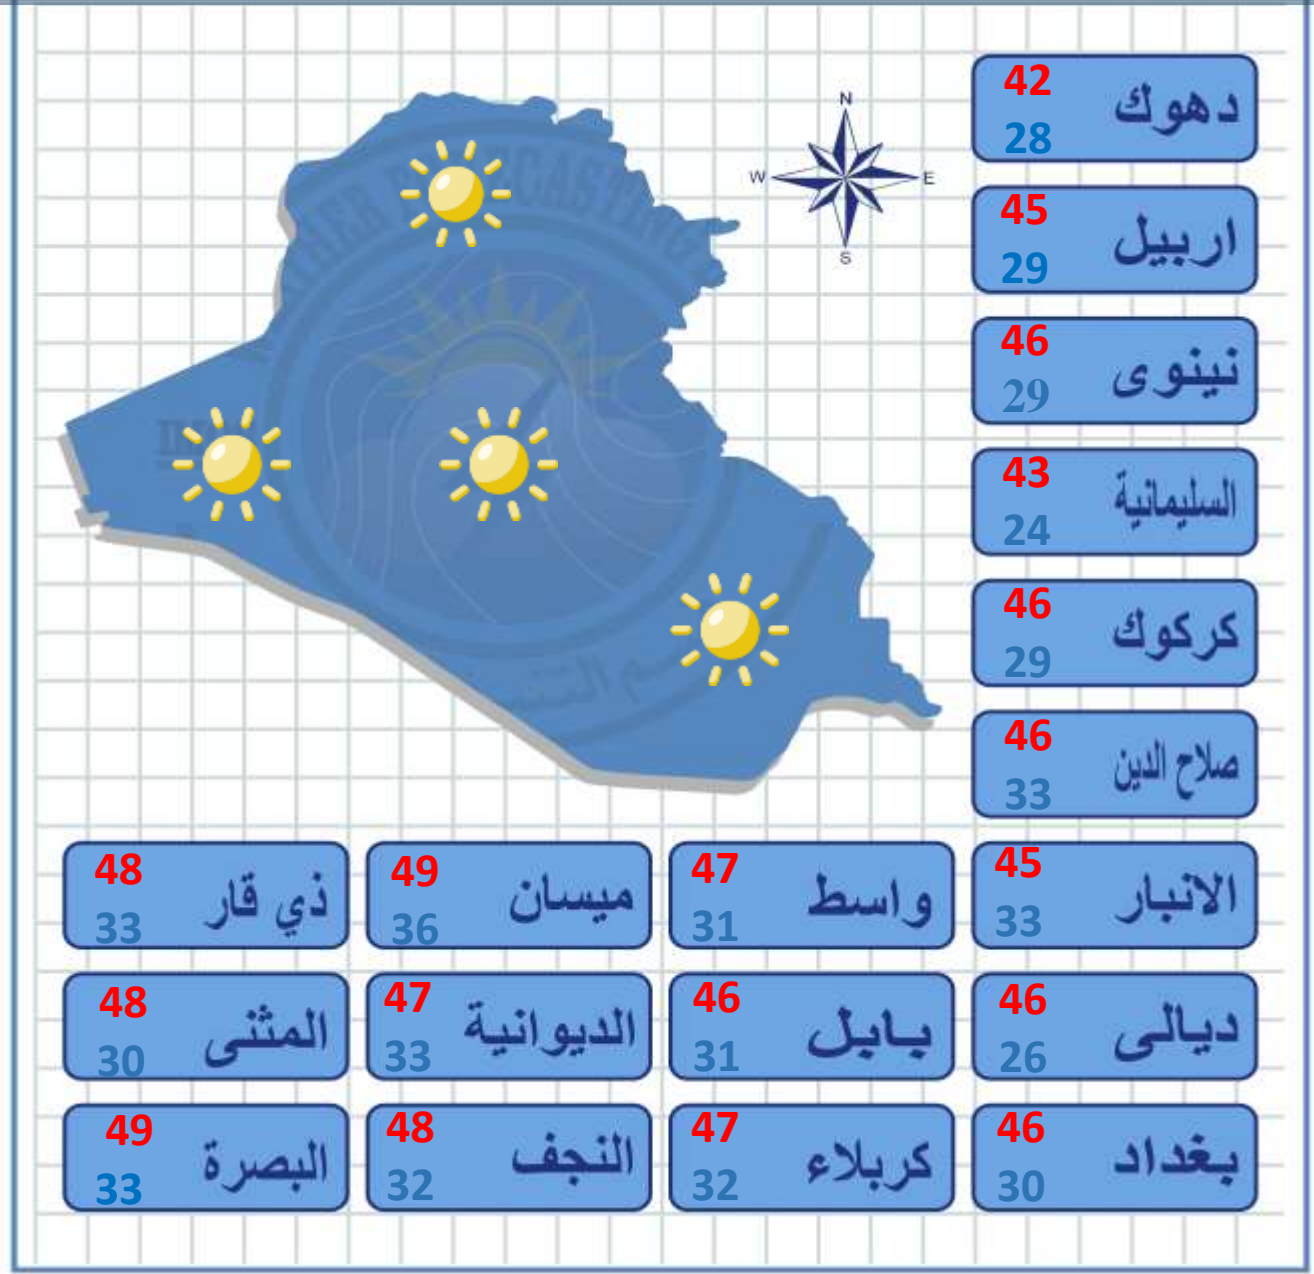 N
W
E
S
دهوك
42
28
اربيل
45
29
نينوى
46
29
السليمانية
43
24
كركوك
46
29
صلاح الدين
46
33
الانبار
45
33
واسط
47
31
ميسان
49
36
ذي قار
48
33
ديالى
46
26
بابل
46
31
الديوانية
47
33
المثنى
48
30
بغداد
46
30
كربلاء
47
32
النجف
48
32
البصرة
49
33